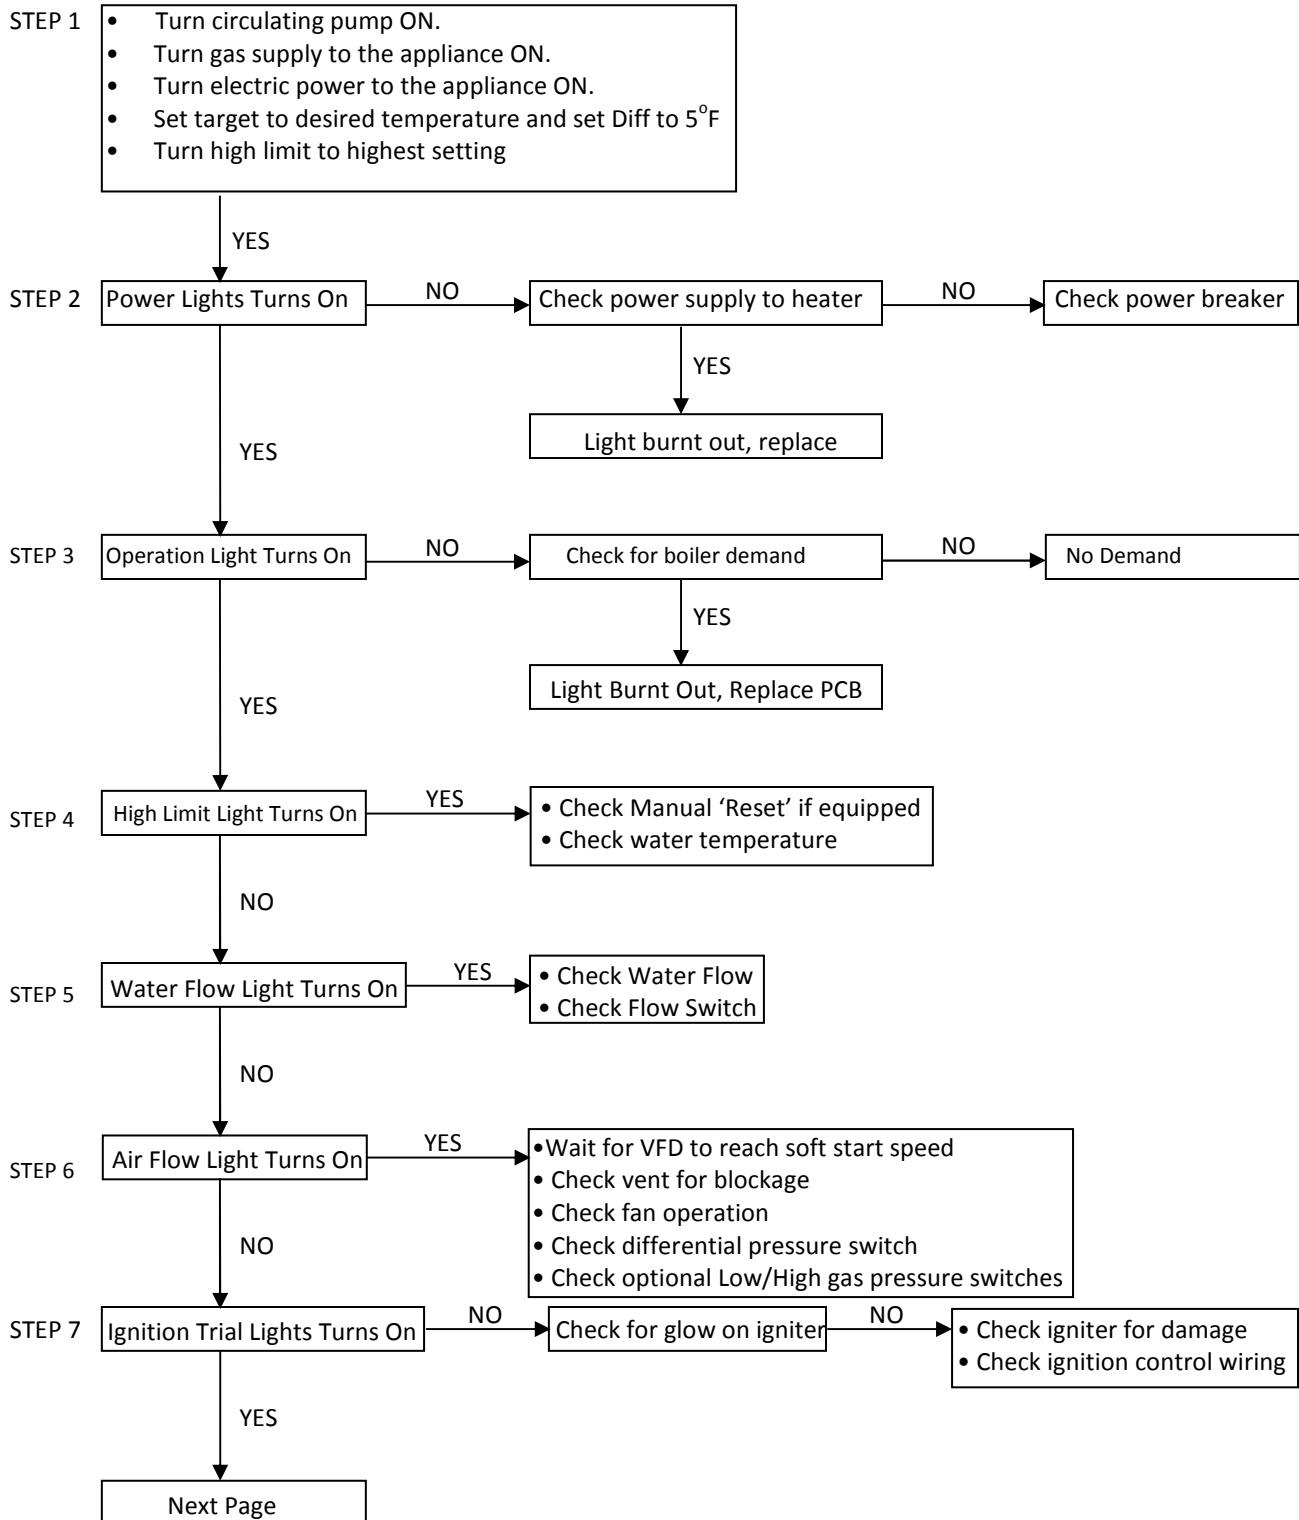 STEP 1
• Turn circulating pump ON.
• Turn gas supply to the appliance ON.
• Turn electric power to the appliance ON.
• Set target to desired temperature and set Diff to 5°F
• Turn high limit to highest setting
YES
STEP 2
Power Lights Turns On
NO
Check power supply to heater
NO
Check power breaker
YES
Light burnt out, replace
YES
STEP 3
Operation Light Turns On
NO
Check for boiler demand
NO
No Demand
YES
Light Burnt Out, Replace PCB
YES
STEP 4
High Limit Light Turns On
YES
• Check Manual ‘Reset’ if equipped
• Check water temperature
NO
STEP 5
Water Flow Light Turns On
YES
• Check Water Flow
• Check Flow Switch
NO
STEP 6
Air Flow Light Turns On
YES
•Wait for VFD to reach soft start speed
• Check vent for blockage
• Check fan operation
• Check differential pressure switch
• Check optional Low/High gas pressure switches
NO
STEP 7
Ignition Trial Lights Turns On
NO
Check for glow on igniter
NO
• Check igniter for damage
• Check ignition control wiring
YES
Next Page